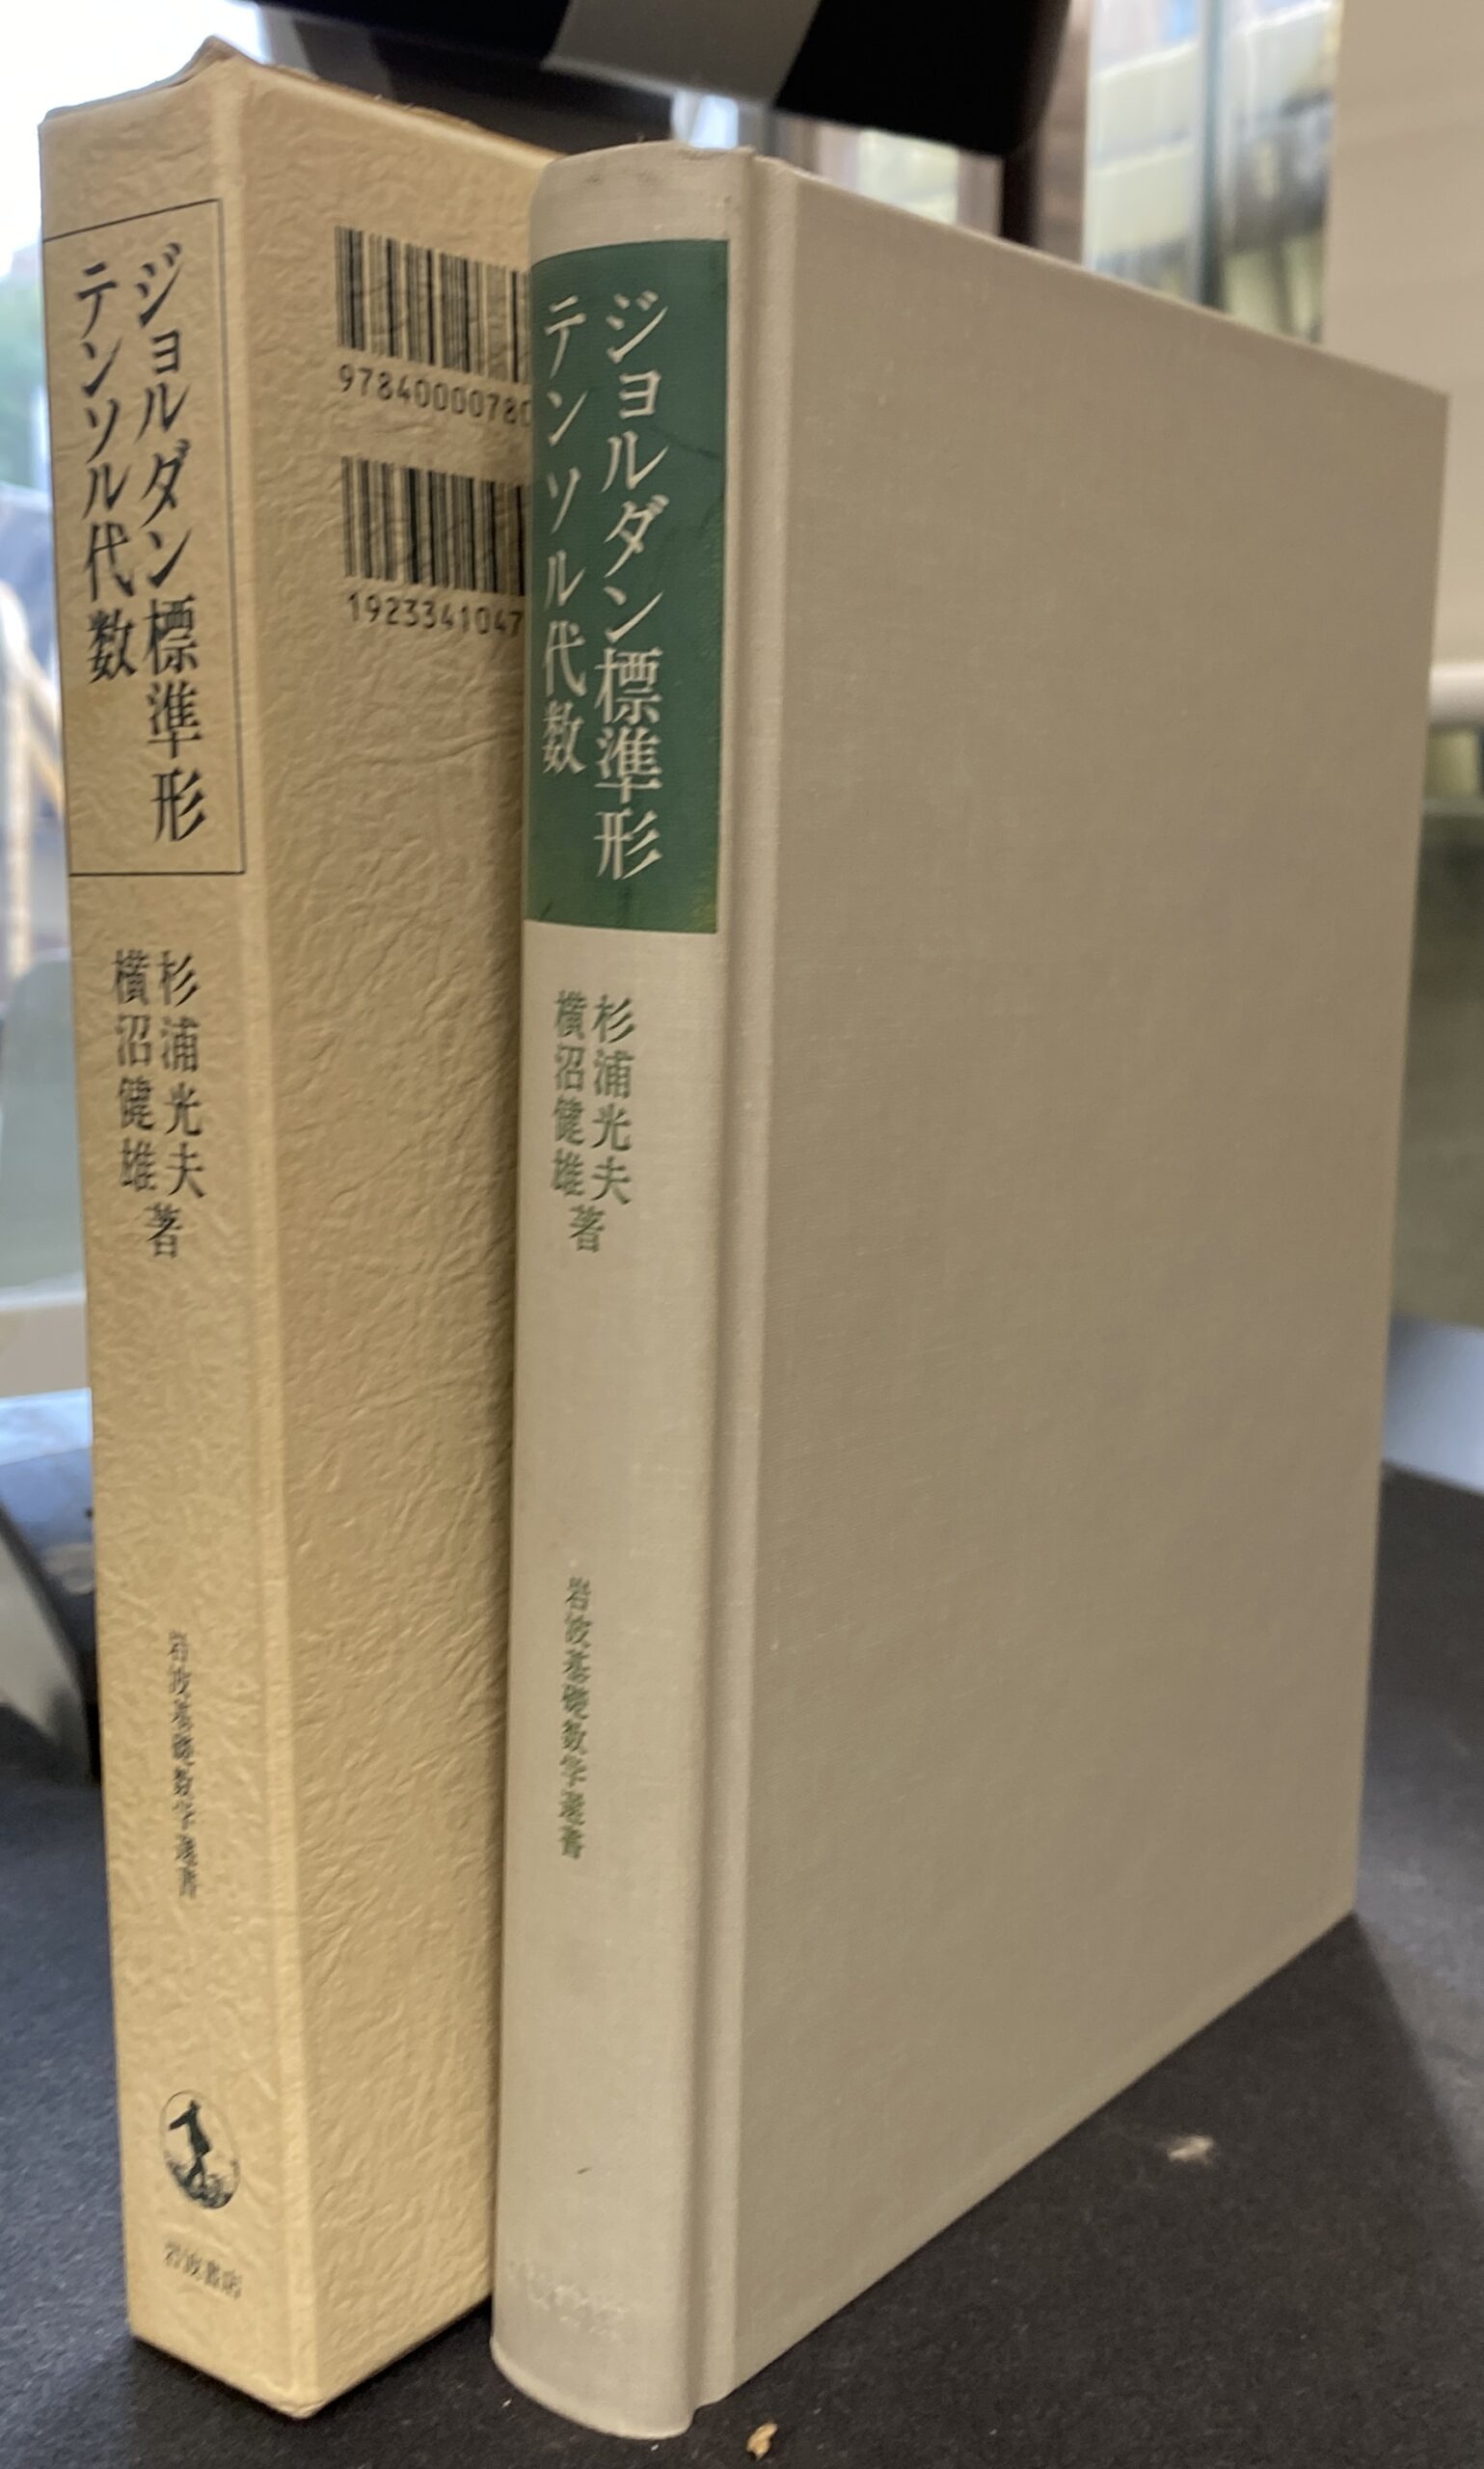 ジョルダン標準形
テンソル代数
杉浦光夫
横沼健雄
著
岩波基礎数学選書
岩波書店
97840000780
1923341047
ジョルダン標準形
テンソル代数
杉浦光夫
横沼健雄
著
岩波基礎数学選書